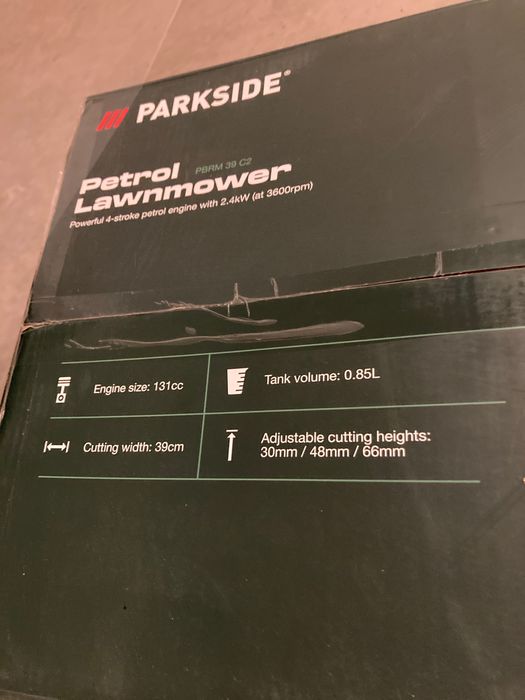 PARKSIDE®
Petrol PBRM 39 C2
Lawnmower
Powerful 4-stroke petrol engine with 2.4kW (at 3600rpm)
Engine size: 131cc
Tank volume: 0.85L
Cutting width: 39cm
Adjustable cutting heights:
30mm / 48mm / 66mm